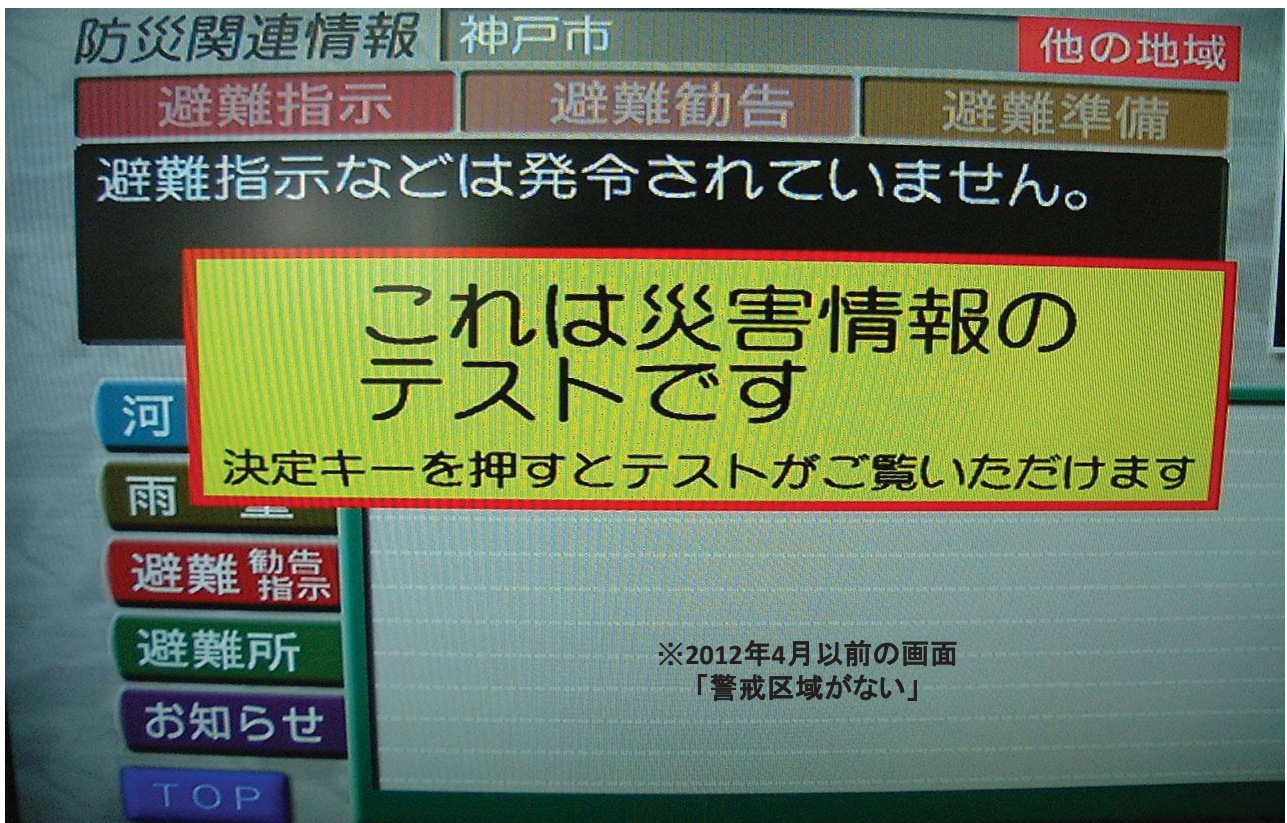 防災関連情報 神戸市 他の地域
避難指示 避難勧告 避難準備
避難指示などは発令されていません。
これは災害情報の
テストです
決定キーを押すとテストがご覧いただけます
河
雨
避難 勧告
指示
避難所
お知らせ
TOP
※2012年4月以前の画面
「警戒区域がない」